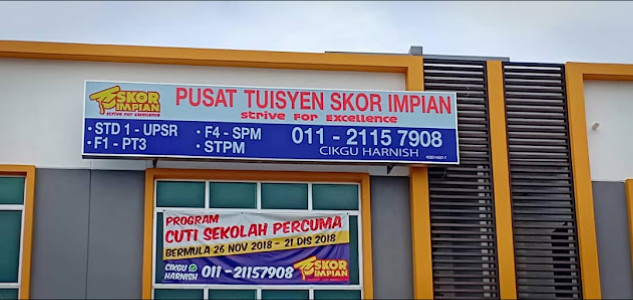 SKOR
IMPIAN
STRIVE FOR EXCELLENCE
PUSAT TUISYEN SKOR IMPIAN
Strive For Excellence
• STD 1 - UPSR
• F4 - SPM
• F1 - PT3
• STPM
011 - 2115 7908
CIKGU HARNISH
PROGRAM
CUTI SEKOLAH PERCUMA
BERMULA 26 NOV 2018 - 21 DIS 2018
CIKGU
HARNISH
011 - 21157908
SKOR
IMPIAN